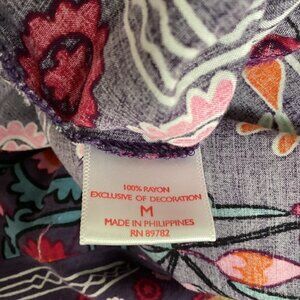 100% RAYON
EXCLUSIVE OF DECORATION
M
MADE IN PHILIPPINES
RN 89782